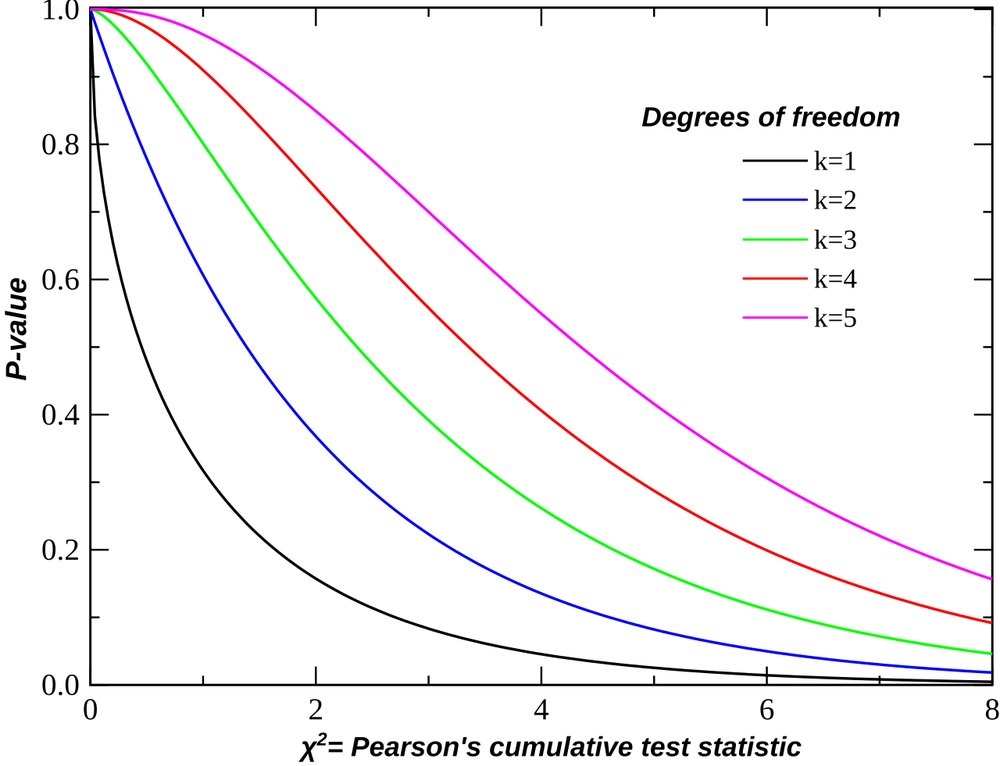 1.0
0.8
0.6
0.4
0.2
0.0
P-value
Degrees of freedom
k=1
k=2
k=3
k=4
k=5
0 2 4 6 8
χ²= Pearson's cumulative test statistic